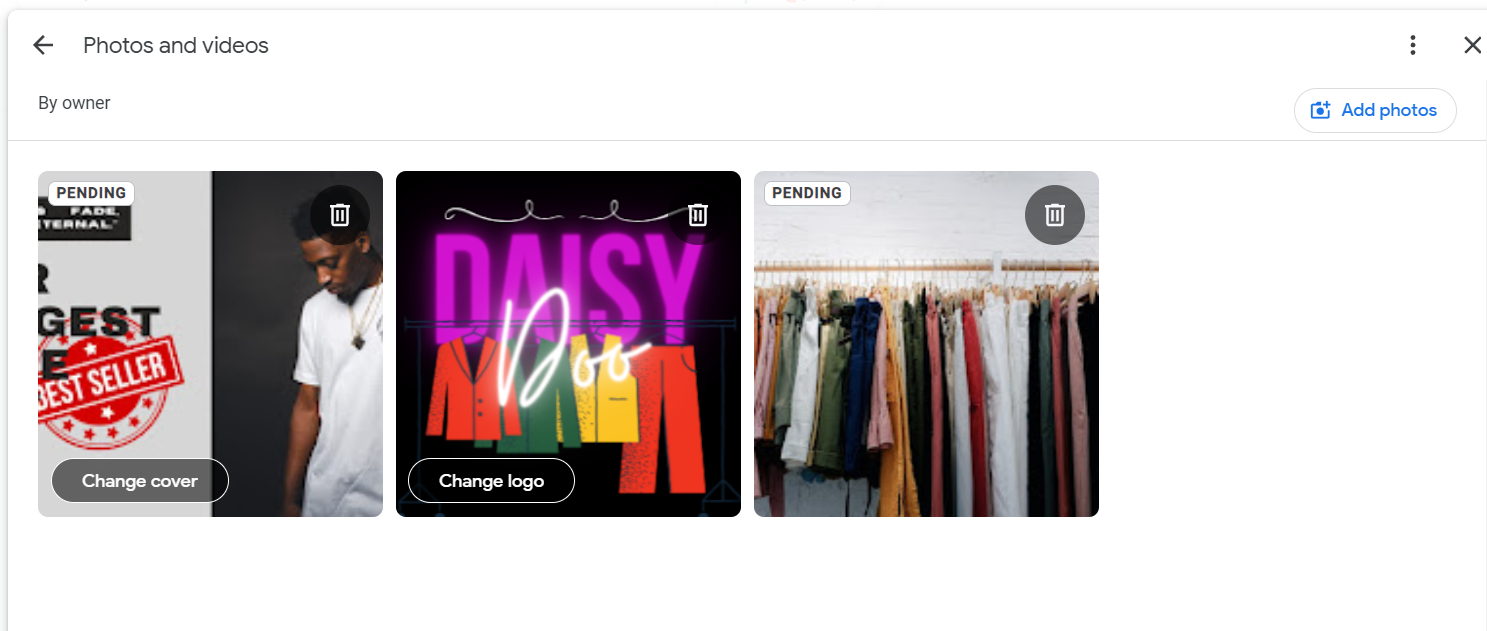 Photos and videos
By owner
Add photos
PENDING
FADE,
TERNAL."
R
GEST
E
BEST SELLER
Change cover
DAISY
Doo
Change logo
PENDING